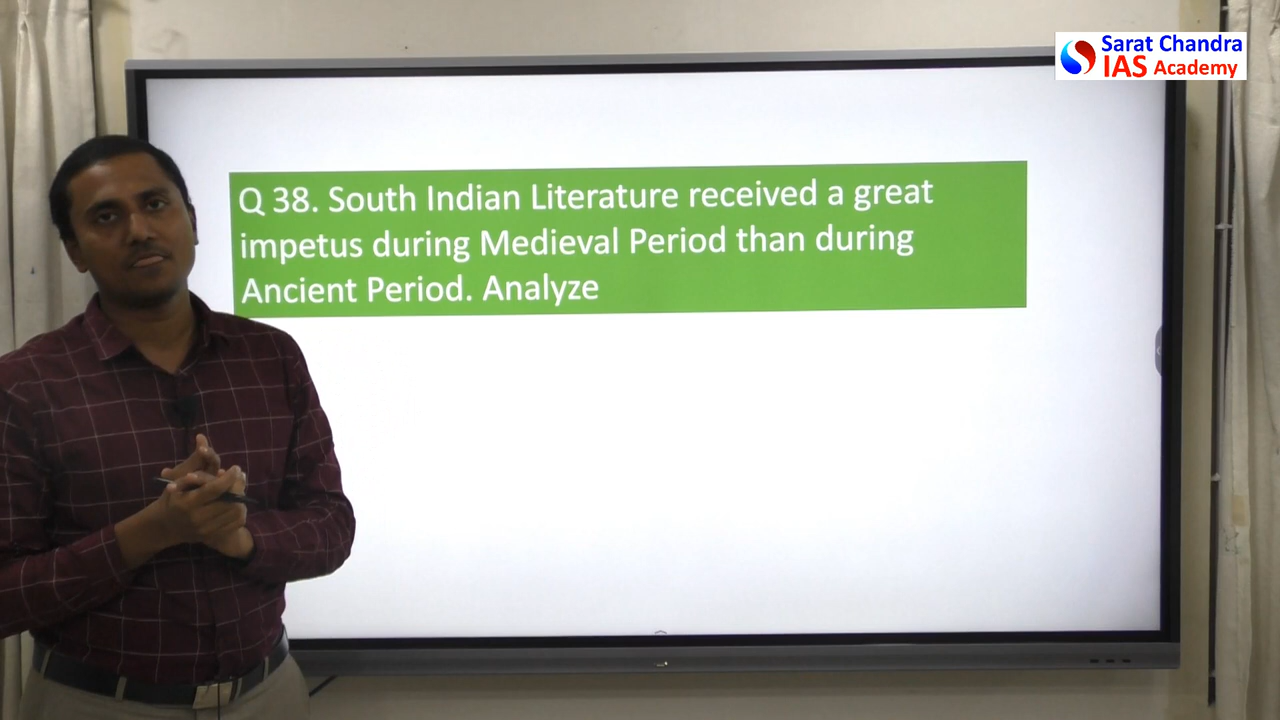 Sarat Chandra
IAS Academy
Q 38. South Indian Literature received a great
impetus during Medieval Period than during
Ancient Period. Analyze